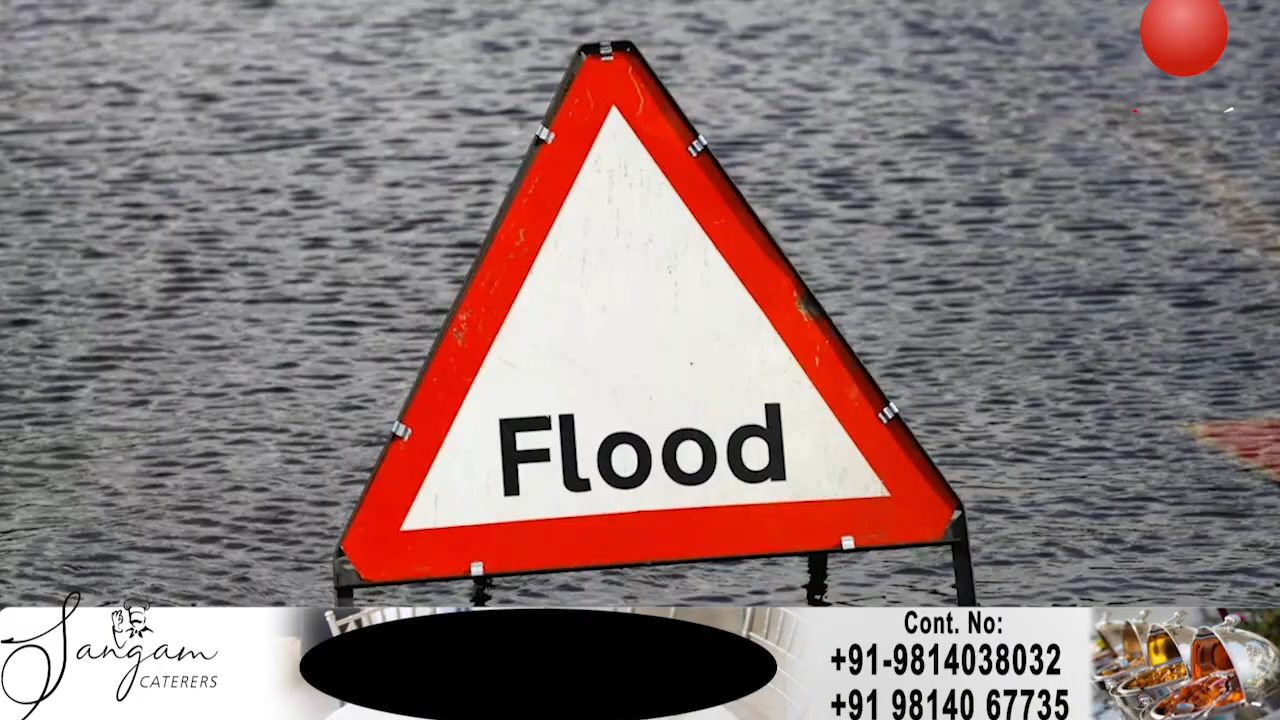 Flood
Sangam
CATERERS
Cont. No:
+91-9814038032
+91 98140 67735